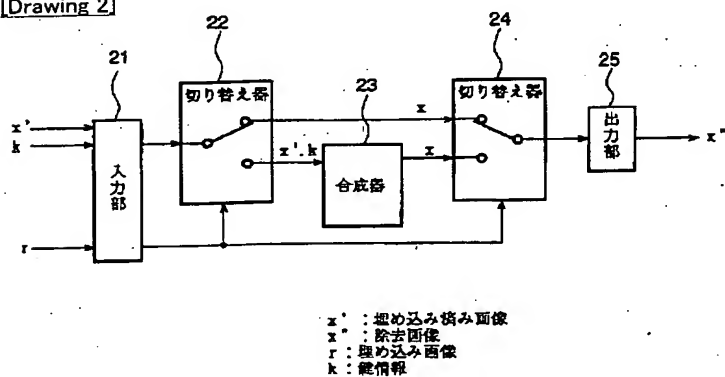 [Drawing 2]
22
24
21
23
25
切り替え器
切り替え器
x'
k
入力部
x
x'.k
合成器
x
出力部
x"
r
x' : 埋め込み済み画像
x" : 除去画像
r : 埋め込み画像
k : 鍵情報